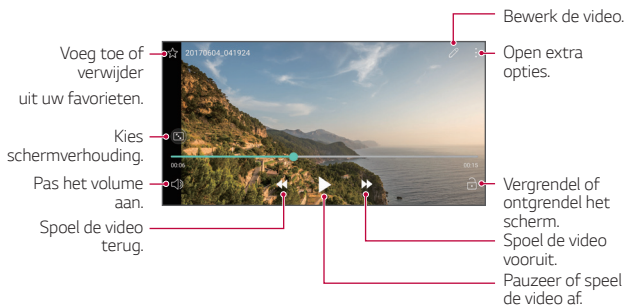 Bewerk de video.
Voeg toe of
verwijder
uit uw favorieten.
20170604_041924
Open extra
opties.
Kies
schermverhouding.
00:06
00:10
Pas het volume
aan.
Vergrendel of
ontgrendel het
scherm.
Spoel de video
terug.
Spoel de video
vooruit.
Pauzeer of speel
de video af.